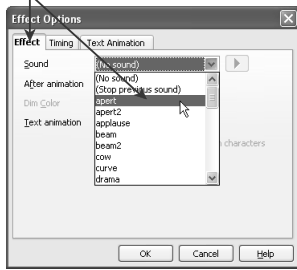 Effect Options
Effect Timing Text Animation
Sound (No sound)
(No sound)
(Stop previous sound)
After animation
apert
Dim Color
apert2
Text animation
applause
beam
characters
beam2
cow
curve
drama
OK Cancel Help